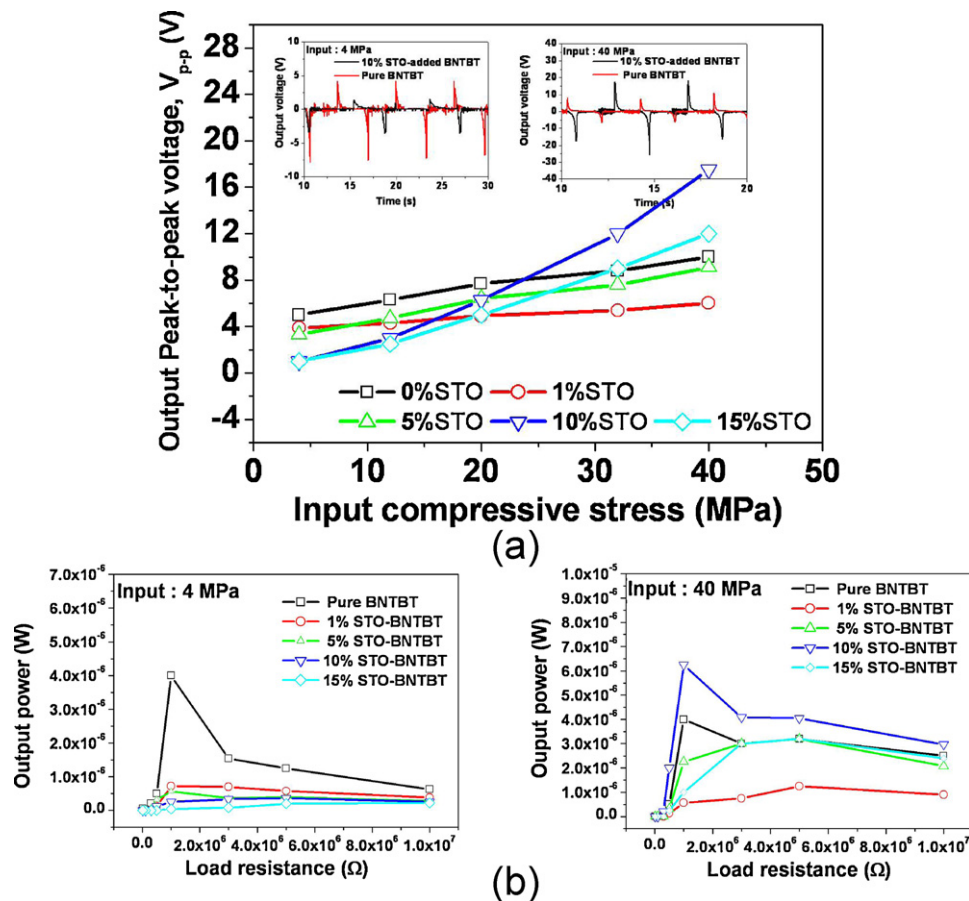 Output Peak-to-peak voltage, Vp-p (V)
28
24
20
16
12
8
4
0
-4
Input : 4 MPa
10% STO-added BNTBT
Pure BNTBT
Output voltage (V)
10
5
0
-5
-10
10 15 20 25 30
Time (s)
Input : 40 MPa
10% STO-added BNTBT
Pure BNTBT
Output voltage (V)
40
30
20
10
0
-10
-20
-30
-40
10 15 20
Time (s)
0%STO 1%STO
5%STO 10%STO 15%STO
0 10 20 30 40 50
Input compressive stress (MPa)
(a)
Output power (W)
7.0x10⁻⁶
6.0x10⁻⁶
5.0x10⁻⁶
4.0x10⁻⁶
3.0x10⁻⁶
2.0x10⁻⁶
1.0x10⁻⁶
0.0
Input : 4 MPa
Pure BNTBT
1% STO-BNTBT
5% STO-BNTBT
10% STO-BNTBT
15% STO-BNTBT
0.0 2.0x10⁶ 4.0x10⁶ 6.0x10⁶ 8.0x10⁶ 1.0x10⁷
Load resistance (Ω)
Ouput power (W)
1.0x10⁻⁵
9.0x10⁻⁶
8.0x10⁻⁶
7.0x10⁻⁶
6.0x10⁻⁶
5.0x10⁻⁶
4.0x10⁻⁶
3.0x10⁻⁶
2.0x10⁻⁶
1.0x10⁻⁶
0.0
Input : 40 MPa
Pure BNTBT
1% STO-BNTBT
5% STO-BNTBT
10% STO-BNTBT
15% STO-BNTBT
0.0 2.0x10⁶ 4.0x10⁶ 6.0x10⁶ 8.0x10⁶ 1.0x10⁷
Load resistance (Ω)
(b)